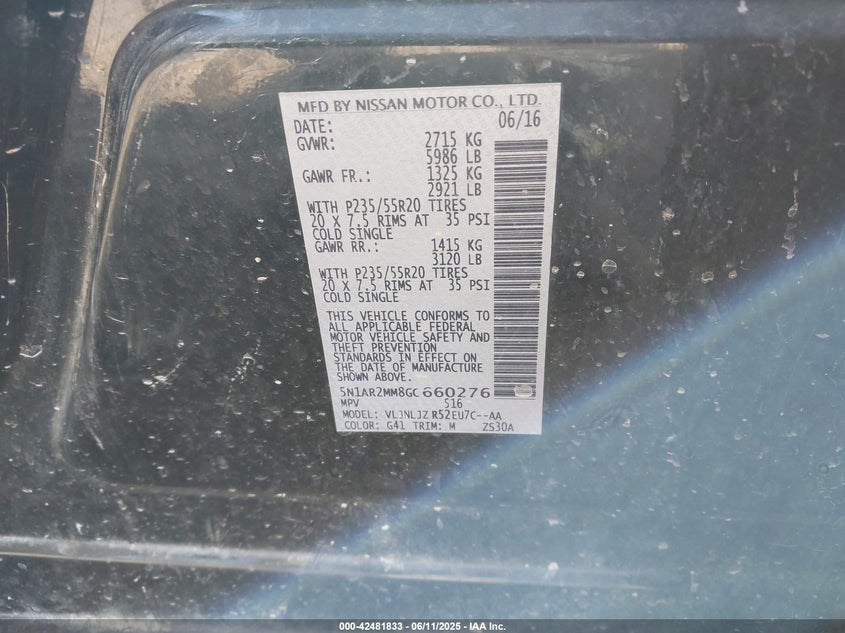 MFD BY NISSAN MOTOR CO., LTD.
DATE: 06/16
GVWR: 2715 KG
5986 LB
GAWR FR.: 1325 KG
2921 LB
WITH P235/55R20 TIRES
20 X 7.5 RIMS AT 35 PSI
COLD SINGLE
GAWR RR.: 1415 KG
3120 LB
WITH P235/55R20 TIRES
20 X 7.5 RIMS AT 35 PSI
COLD SINGLE
THIS VEHICLE CONFORMS TO
ALL APPLICABLE FEDERAL
MOTOR VEHICLE SAFETY AND
THEFT PREVENTION
STANDARDS IN EFFECT ON
THE DATE OF MANUFACTURE
SHOWN ABOVE.
5N1AR2MM8GC660276
MPV S16
MODEL: R52EU7C--AA
COLOR: G41 TRIM: M ZS30A
000-42481833 - 06/11/2025 - IAA Inc.